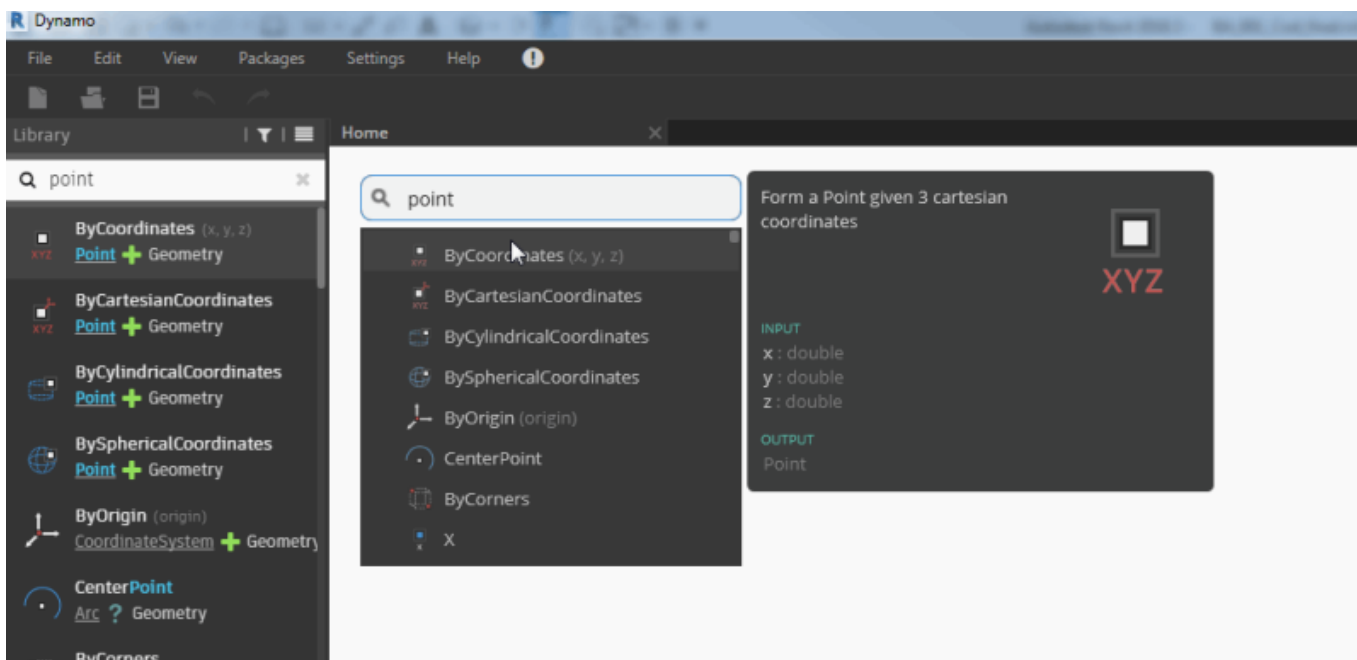 R Dynamo
File Edit View Packages Settings Help
Library
Home
point
ByCoordinates (x, y, z)
Point Geometry
ByCartesianCoordinates
Point Geometry
ByCylindricalCoordinates
Point Geometry
BySphericalCoordinates
Point Geometry
ByOrigin (origin)
CoordinateSystem Geometry
CenterPoint
Arc ? Geometry
ByCorners
point
ByCoordinates (x, y, z)
ByCartesianCoordinates
ByCylindricalCoordinates
BySphericalCoordinates
ByOrigin (origin)
CenterPoint
ByCorners
X
Form a Point given 3 cartesian
coordinates
XYZ
INPUT
x : double
y : double
z : double
OUTPUT
Point